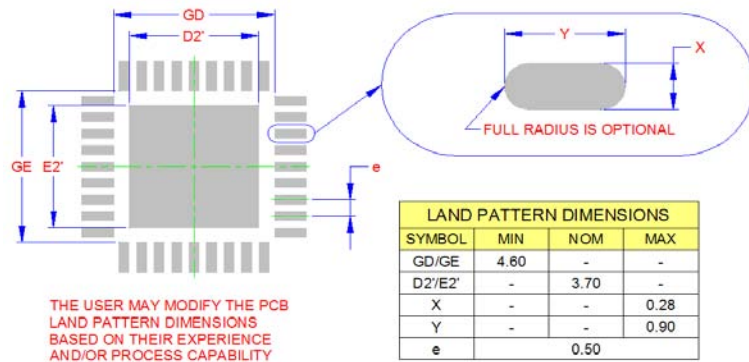 GD
D2'
Y
X
GE
E2'
e
FULL RADIUS IS OPTIONAL
LAND PATTERN DIMENSIONS
SYMBOL MIN NOM MAX
GD/GE 4.60 - -
D2'/E2' - 3.70 -
X - - 0.28
Y - - 0.90
e 0.50
THE USER MAY MODIFY THE PCB
LAND PATTERN DIMENSIONS
BASED ON THEIR EXPERIENCE
AND/OR PROCESS CAPABILITY